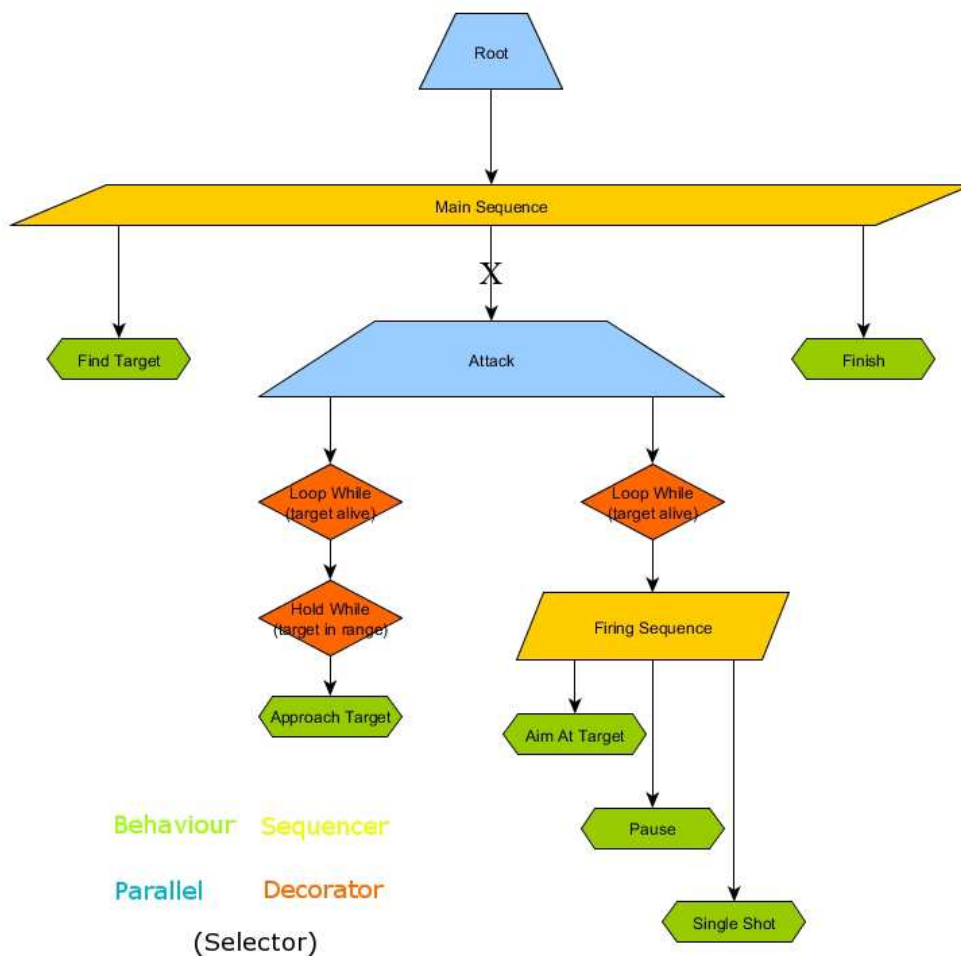 Root
Main Sequence
X
Find Target
Attack
Finish
Loop While
(target alive)
Loop While
(target alive)
Hold While
(target in range)
Firing Sequence
Approach Target
Aim At Target
Pause
Single Shot
Behaviour Sequencer
Parallel Decorator
(Selector)